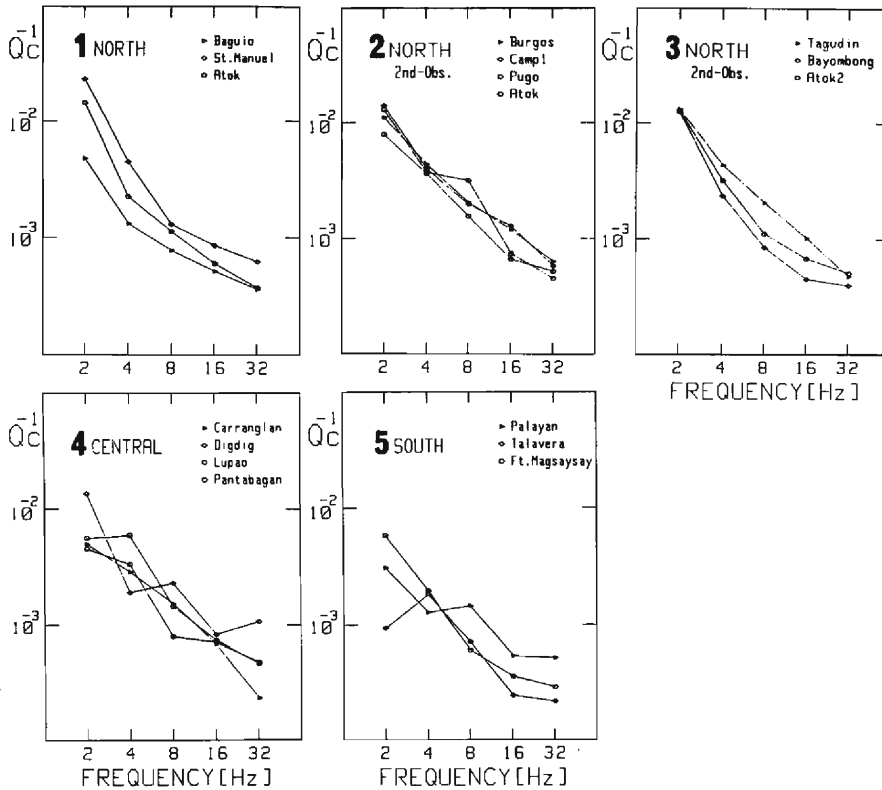 Qc⁻¹
1 NORTH
Baguio
St.Manuel
Atok
10⁻²
10⁻³
2 4 8 16 32
2 NORTH
2nd-Obs.
Burgos
Camp1
Pugo
Atok
10⁻²
10⁻³
2 4 8 16 32
3 NORTH
2nd-Obs.
Tagudin
Bayombong
Atok2
10⁻²
10⁻³
2 4 8 16 32
FREQUENCY[Hz]
Qc⁻¹
4 CENTRAL
Carranglan
Digdig
Lupao
Pantabagan
10⁻²
10⁻³
2 4 8 16 32
FREQUENCY[Hz]
Qc⁻¹
5 SOUTH
Palayan
Talavera
Ft.Magsaysay
10⁻²
10⁻³
2 4 8 16 32
FREQUENCY[Hz]